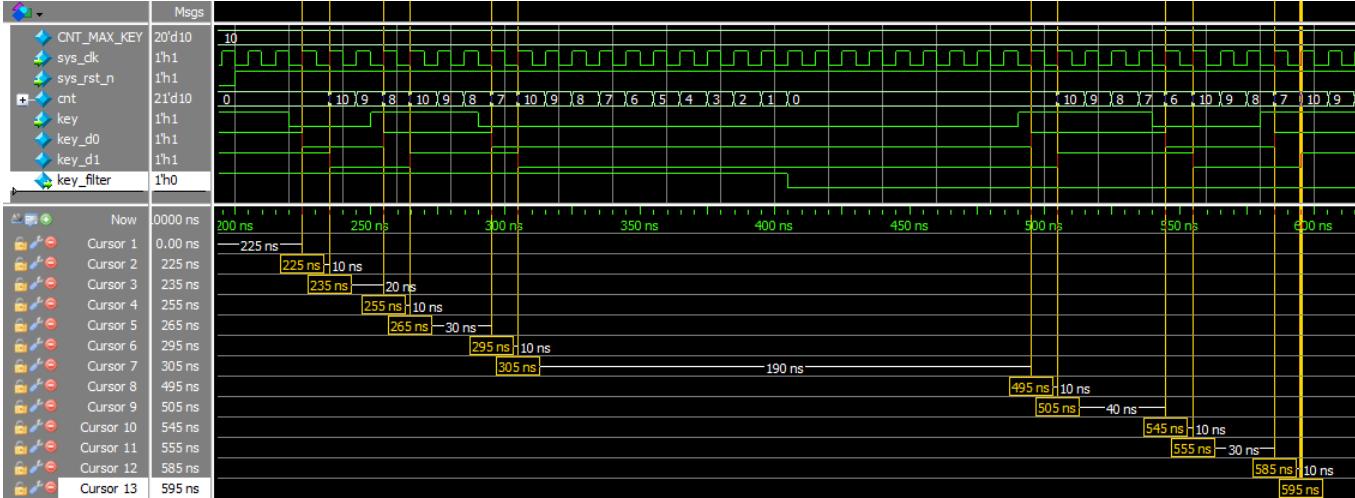 Msgs
CNT_MAX_KEY 20'd10 10
sys_clk 1'h1
sys_rst_n 1'h1
cnt 21'd10 0 10 9 8 10 9 8 7 10 9 8 7 6 5 4 3 2 1 0 10 9 8 7 6 10 9 8 7 10 9
key 1'h1
key_d0 1'h1
key_d1 1'h1
key_filter 1'h0
Now .0000 ns 200 ns 250 ns 300 ns 350 ns 400 ns 450 ns 500 ns 550 ns 600 ns
Cursor 1 0.00 ns 225 ns
Cursor 2 225 ns 225 ns 10 ns
Cursor 3 235 ns 235 ns 20 ns
Cursor 4 255 ns 255 ns 10 ns
Cursor 5 265 ns 265 ns 30 ns
Cursor 6 295 ns 295 ns 10 ns
Cursor 7 305 ns 305 ns 190 ns
Cursor 8 495 ns 495 ns 10 ns
Cursor 9 505 ns 505 ns 40 ns
Cursor 10 545 ns 545 ns 10 ns
Cursor 11 555 ns 555 ns 30 ns
Cursor 12 585 ns 585 ns 10 ns
Cursor 13 595 ns 595 ns